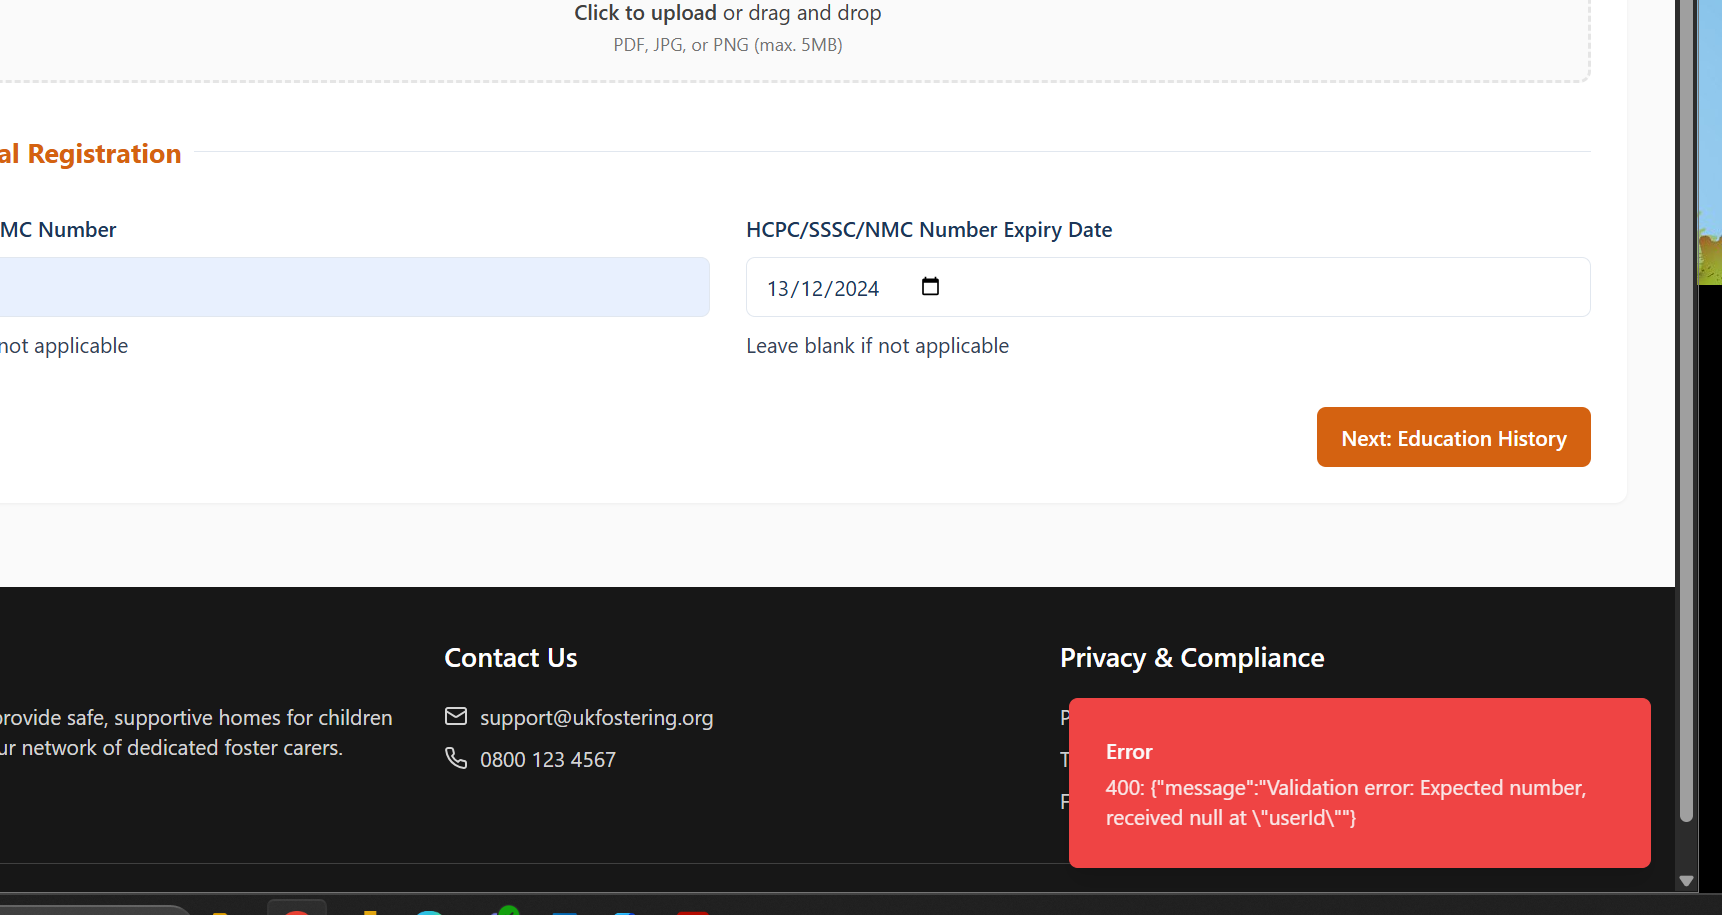 Click to upload or drag and drop
PDF, JPG, or PNG (max. 5MB)
al Registration
MC Number
HCPC/SSSC/NMC Number Expiry Date
13/12/2024
not applicable
Leave blank if not applicable
Next: Education History
Contact Us
Privacy & Compliance
provide safe, supportive homes for children
ur network of dedicated foster carers.
support@ukfostering.org
0800 123 4567
P
T
F
Error
400: {"message":"Validation error: Expected number,
received null at \"userId\""}